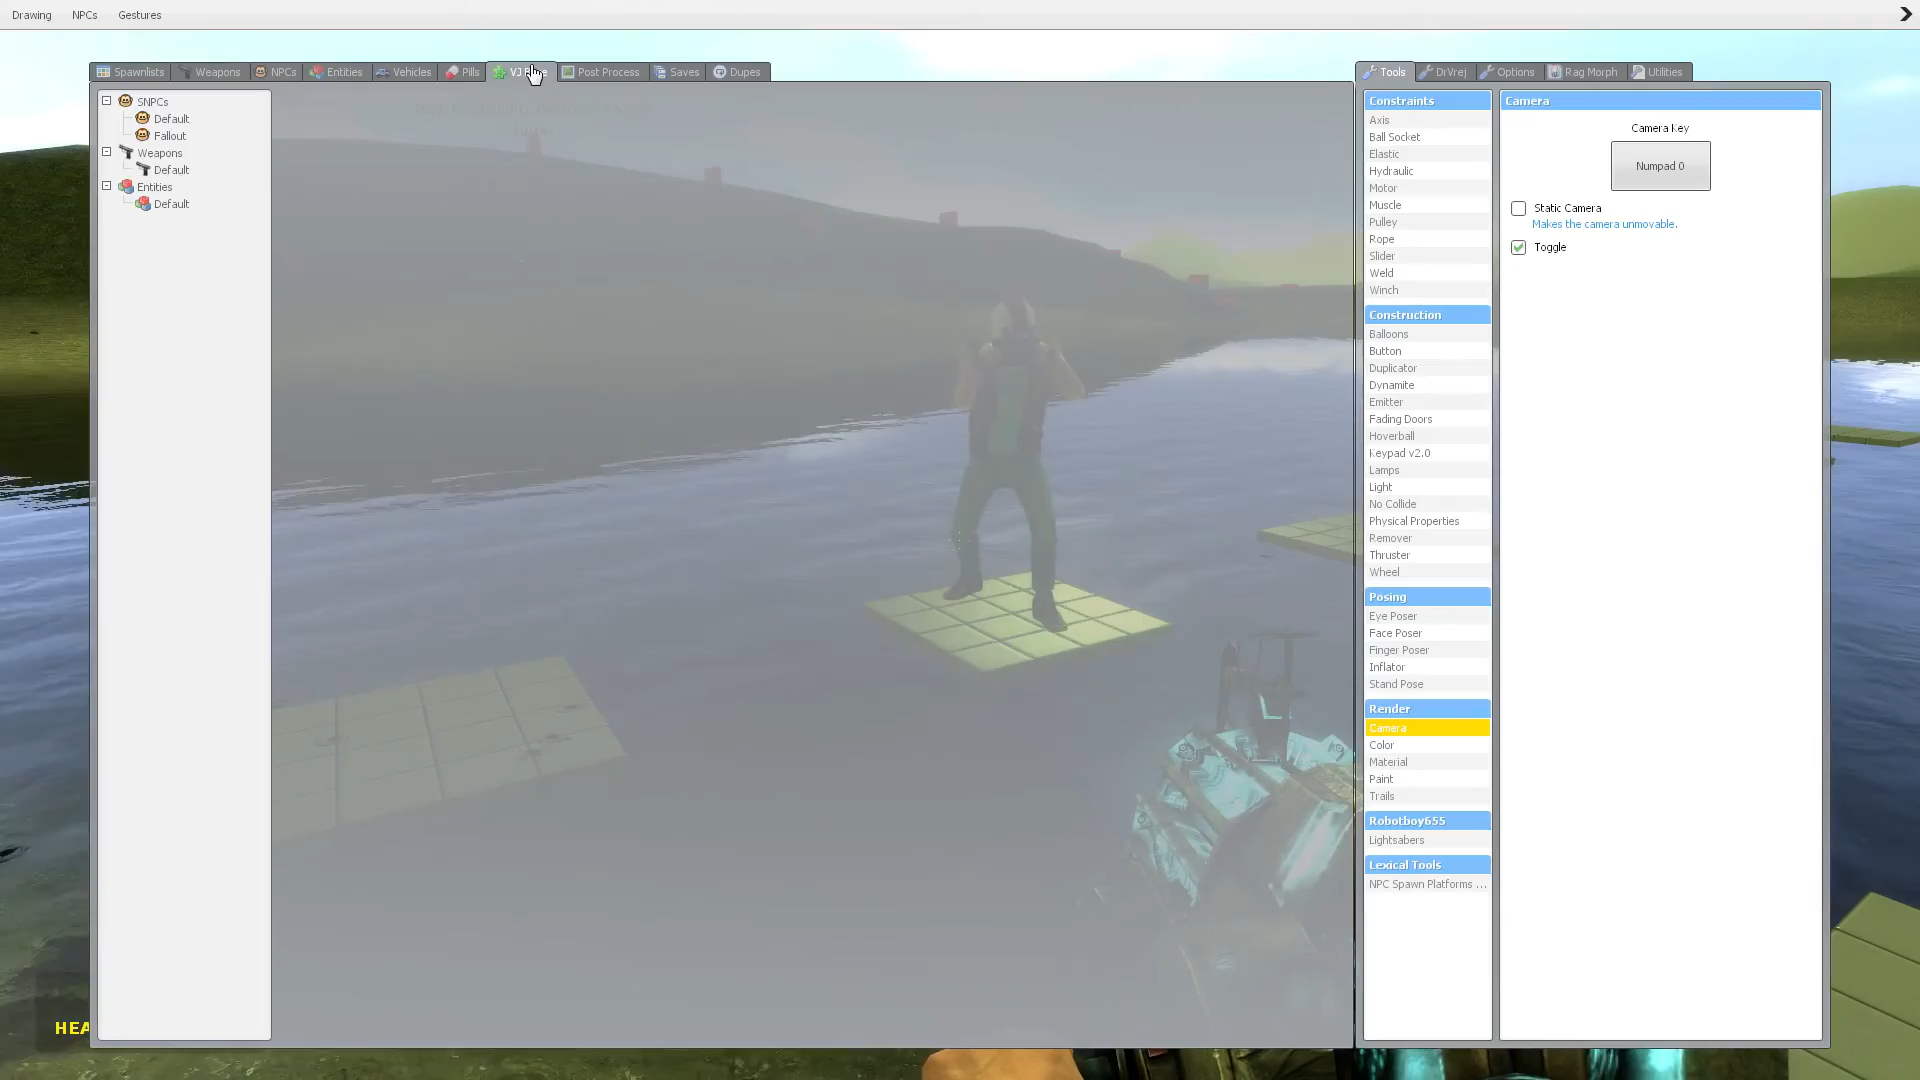 Drawing NPCs Gestures
Spawnlists Weapons NPCs Entities Vehicles Pills VJ Post Process Saves Dupes
Tools DrVrej Options Rag Morph Utilities
SNPCs
Default
Fallout
Weapons
Default
Entities
Default
Constraints
Axis
Ball Socket
Elastic
Hydraulic
Motor
Muscle
Pulley
Rope
Slider
Weld
Winch
Construction
Balloons
Button
Duplicator
Dynamite
Emitter
Fading Doors
Hoverball
Keypad v2.0
Lamps
Light
No Collide
Physical Properties
Remover
Thruster
Wheel
Posing
Eye Poser
Face Poser
Finger Poser
Inflator
Stand Pose
Render
Camera
Color
Material
Paint
Trails
Robotboy655
Lightsabers
Lexical Tools
NPC Spawn Platforms ...
Camera
Camera Key
Numpad 0
Static Camera
Makes the camera unmovable.
Toggle
HEA